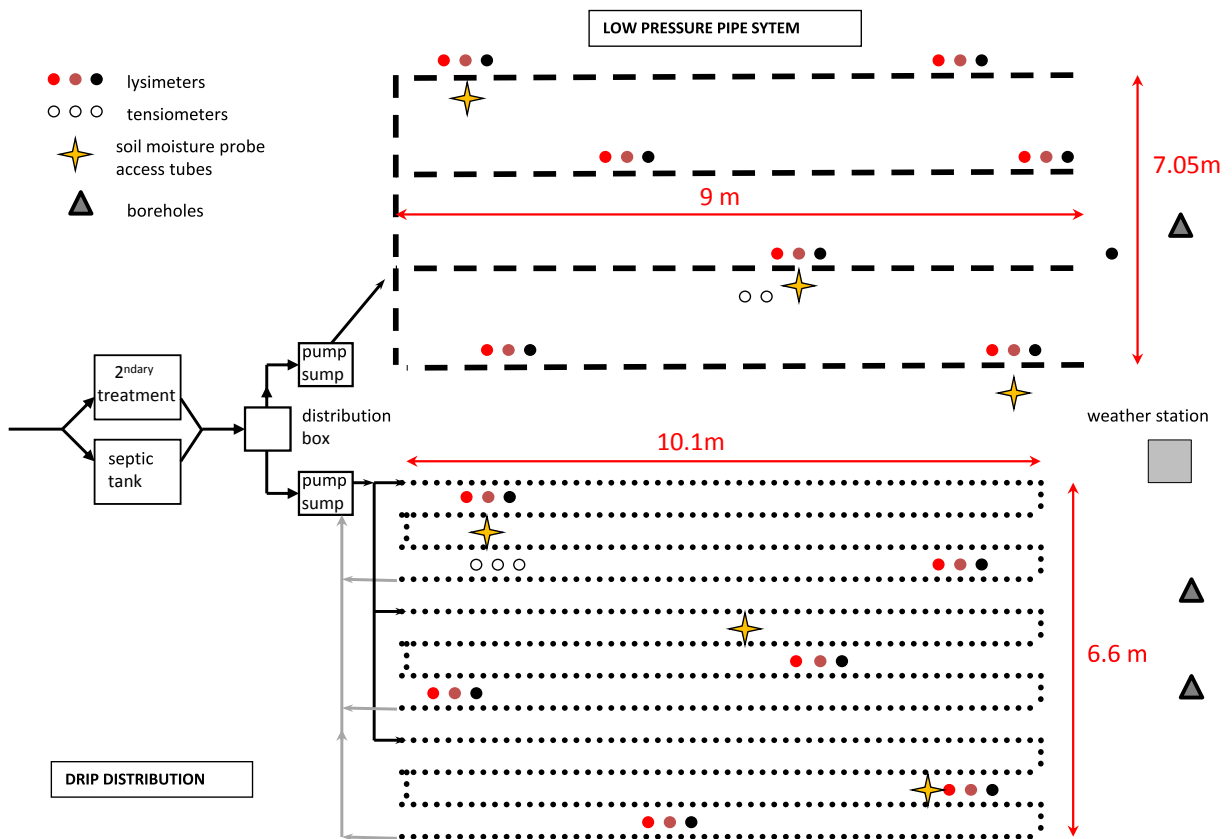 LOW PRESSURE PIPE SYTEM
lysimeters
tensiometers
soil moisture probe
access tubes
boreholes
7.05m
9 m
pump
sump
2ndary
treatment
distribution
box
septic
tank
weather station
10.1m
pump
sump
6.6 m
DRIP DISTRIBUTION